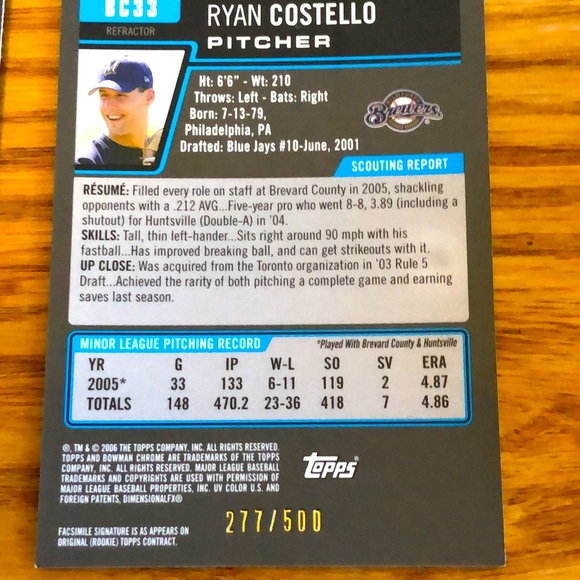 BC33
REFRACTOR
RYAN COSTELLO
PITCHER
Ht: 6'6" - Wt: 210
Throws: Left - Bats: Right
Born: 7-13-79,
Philadelphia, PA
Drafted: Blue Jays #10-June, 2001
Brewers
SCOUTING REPORT
RÉSUMÉ: Filled every role on staff at Brevard County in 2005, shackling
opponents with a .212 AVG...Five-year pro who went 8-8, 3.89 (including a
shutout) for Huntsville (Double-A) in '04.
SKILLS: Tall, thin left-hander...Sits right around 90 mph with his
fastball...Has improved breaking ball, and can get strikeouts with it.
UP CLOSE: Was acquired from the Toronto organization in '03 Rule 5
Draft...Achieved the rarity of both pitching a complete game and earning
saves last season.
MINOR LEAGUE PITCHING RECORD *Played With Brevard County & Huntsville
YR G IP W-L SO SV ERA
2005* 33 133 6-11 119 2 4.87
TOTALS 148 470.2 23-36 418 7 4.86
®, TM & © 2006 THE TOPPS COMPANY, INC. ALL RIGHTS RESERVED.
TOPPS AND BOWMAN CHROME ARE TRADEMARKS OF THE TOPPS
COMPANY, INC. ALL RIGHTS RESERVED. MAJOR LEAGUE BASEBALL
TRADEMARKS AND COPYRIGHTS ARE USED WITH PERMISSION OF
MAJOR LEAGUE BASEBALL PROPERTIES, INC. UV COLOR U.S. AND
FOREIGN PATENTS, DIMENSIONALFX®
Topps
277/500
FACSIMILE SIGNATURE IS AS APPEARS ON
ORIGINAL (ROOKIE) TOPPS CONTRACT.